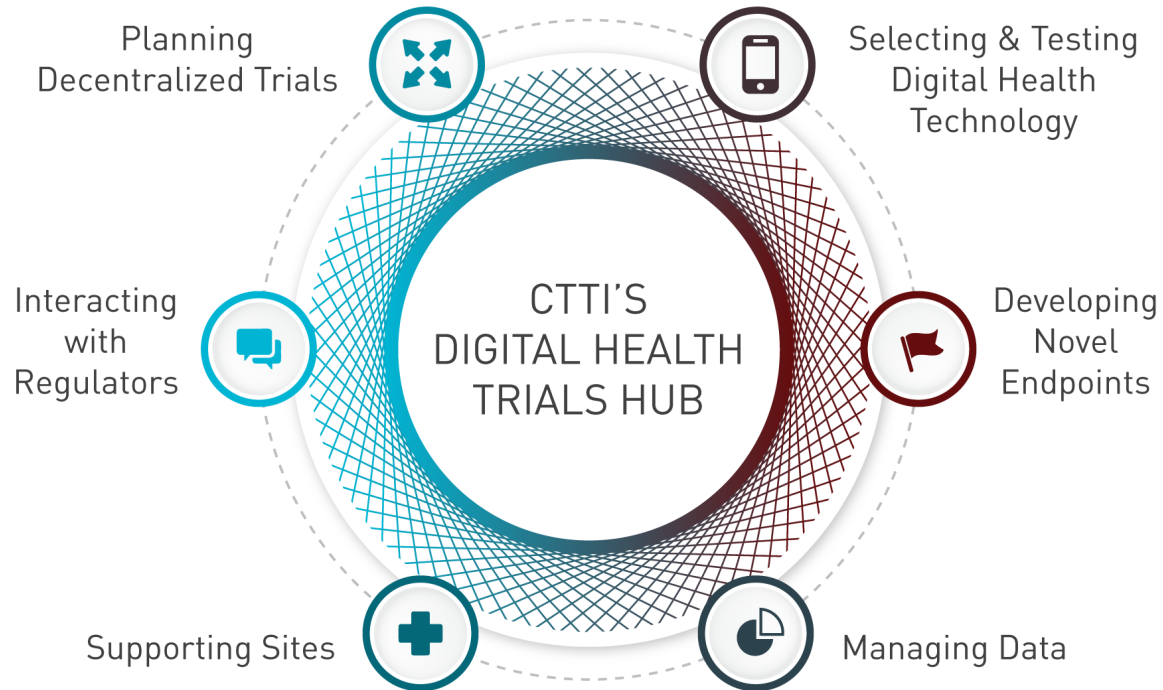 Planning
Decentralized Trials
Selecting & Testing
Digital Health
Technology
Interacting
with
Regulators
CTTI'S
DIGITAL HEALTH
TRIALS HUB
Developing
Novel
Endpoints
Supporting Sites
Managing Data